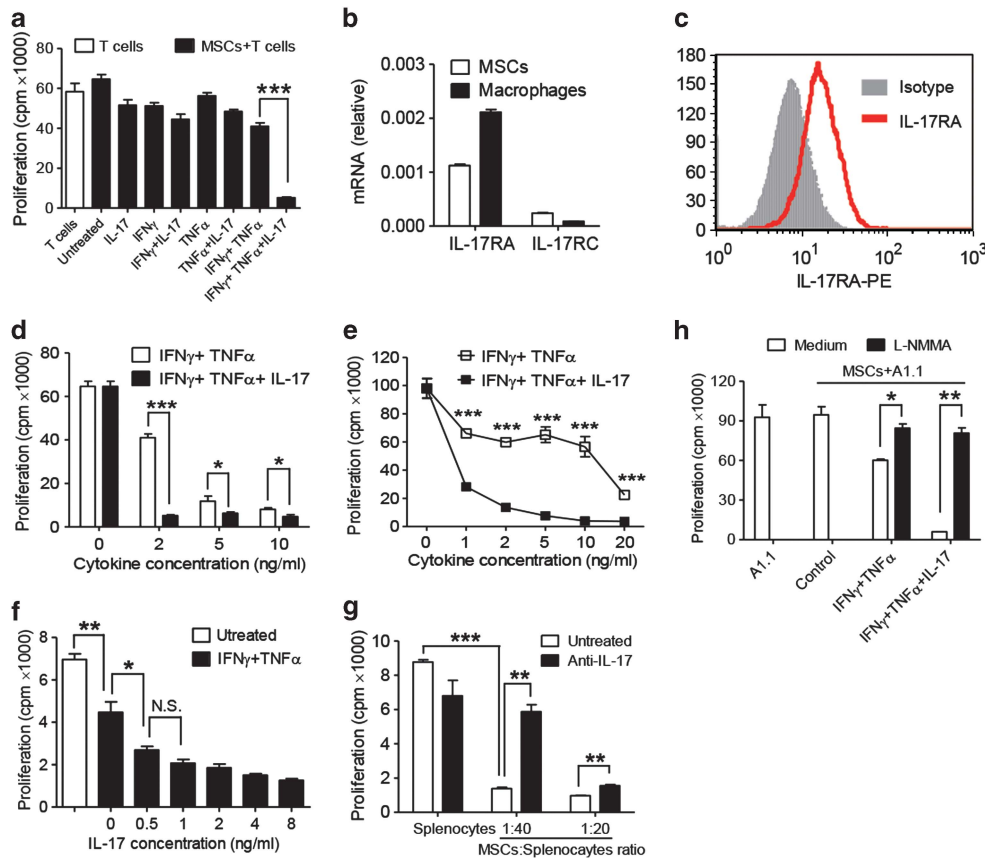 a
T cells
MSCs+T cells
Proliferation (cpm ×1000)
80
60
40
20
0
***
T cells
Untreated
IL-17
IFNγ
IFNγ+IL-17
TNFα
TNFα+IL-17
IFNγ+ TNFα
IFNγ+ TNFα+IL-17
b
mRNA (relative)
0.003
0.002
0.001
0.000
MSCs
Macrophages
IL-17RA
IL-17RC
c
180
150
120
90
60
30
0
Isotype
IL-17RA
10⁰
10¹
10²
10³
IL-17RA-PE
d
Proliferation (cpm ×1000)
80
60
40
20
0
IFNγ+ TNFα
IFNγ+ TNFα+ IL-17
***
*
*
0
2
5
10
Cytokine concentration (ng/ml)
e
Proliferation (cpm ×1000)
120
100
80
60
40
20
0
IFNγ+ TNFα
IFNγ+ TNFα+ IL-17
***
***
***
***
***
0
1
2
5
10
20
Cytokine concentration (ng/ml)
h
Medium
L-NMMA
MSCs+A1.1
Proliferation (cpm ×1000)
120
90
60
30
0
*
**
A1.1
Control
IFNγ+TNFα
IFNγ+TNFα+IL-17
f
Proliferation (cpm ×1000)
8
6
4
2
0
Utreated
IFNγ+TNFα
**
*
N.S.
0
0.5
1
2
4
8
IL-17 concentration (ng/ml)
g
Proliferation (cpm ×1000)
10
8
6
4
2
0
Untreated
Anti-IL-17
***
**
**
Splenocytes
1:40
1:20
MSCs:Splenocaytes ratio